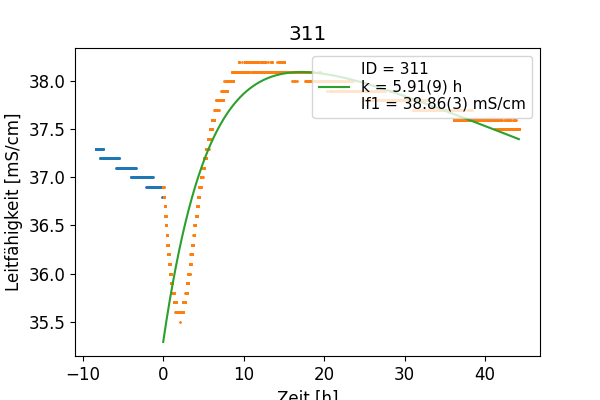 311
Leitfähigkeit [mS/cm]
38.0
37.5
37.0
36.5
36.0
35.5
ID = 311
k = 5.91(9) h
lf1 = 38.86(3) mS/cm
−10
0
10
20
30
40
Zeit [h]